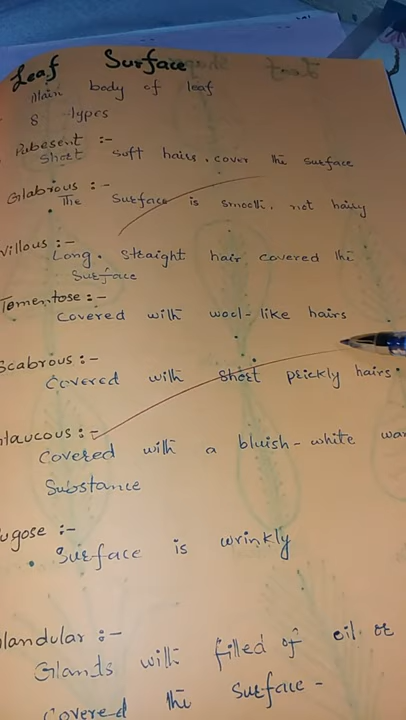 Leaf Surface
Main body of leaf
8 types
Pubesent :-
Short soft hairs, cover the surface
Glabrous :-
The surface is smooth, not hairy
Villous :-
Long, straight hair covered the
surface
Tomentose :-
Covered with wool-like hairs
Scabrous :-
Covered with short prickly hairs.
laucous :-
Covered with a bluish-white wa
Substance
ugose :-
Surface is wrinkly
landular :-
Glands with filled of oil or
covered the surface -